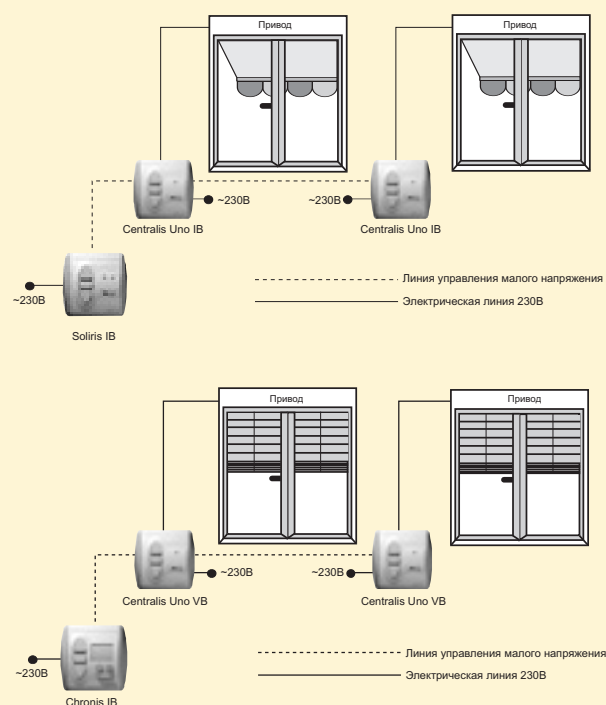 Привод
Привод
~230В
~230В
Centralis Uno IB
Centralis Uno IB
Линия управления малого напряжения
~230В
Электрическая линия 230В
Soliris IB
Привод
Привод
~230В
~230В
Centralis Uno VB
Centralis Uno VB
Линия управления малого напряжения
~230В
Электрическая линия 230В
Chronis IB